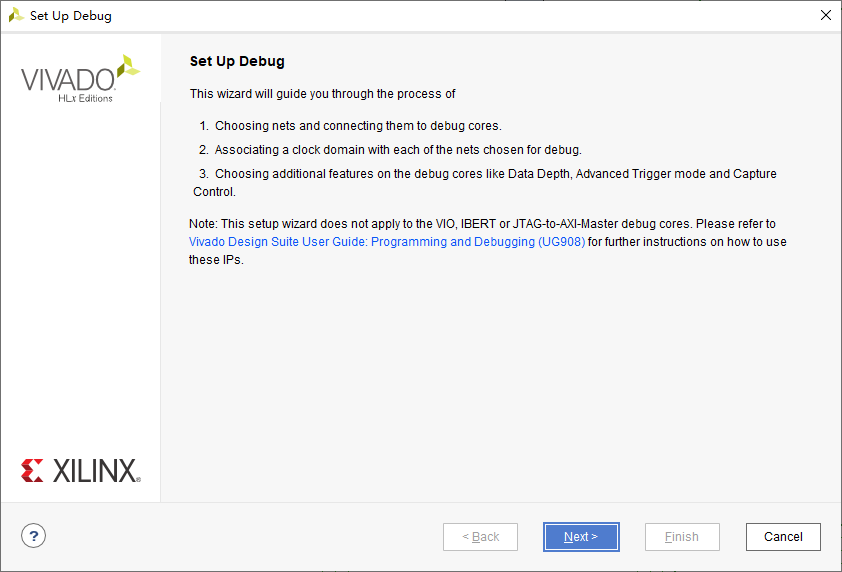 Set Up Debug
VIVADO
HLx Editions
Set Up Debug
This wizard will guide you through the process of
1. Choosing nets and connecting them to debug cores.
2. Associating a clock domain with each of the nets chosen for debug.
3. Choosing additional features on the debug cores like Data Depth, Advanced Trigger mode and Capture
Control.
Note: This setup wizard does not apply to the VIO, IBERT or JTAG-to-AXI-Master debug cores. Please refer to
Vivado Design Suite User Guide: Programming and Debugging (UG908) for further instructions on how to use
these IPs.
XILINX®
?
< Back
Next >
Finish
Cancel